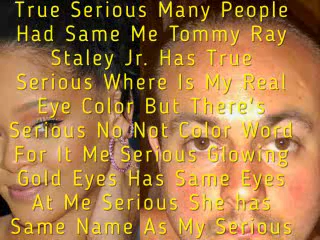 True Serious Many People
Had Same Me Tommy Ray
Staley Jr. Has True
Serious Where Is My Real
Eye Color But There's
Serious No Not Color Word
For It Me Serious Glowing
Gold Eyes Has Same Eyes
At Me Serious She has
Same Name As My Serious